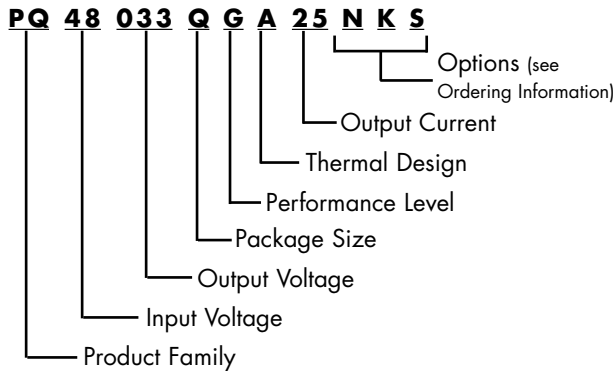 PQ 48 033 Q G A 25 N K S
Options (see
Ordering Information)
Output Current
Thermal Design
Performance Level
Package Size
Output Voltage
Input Voltage
Product Family